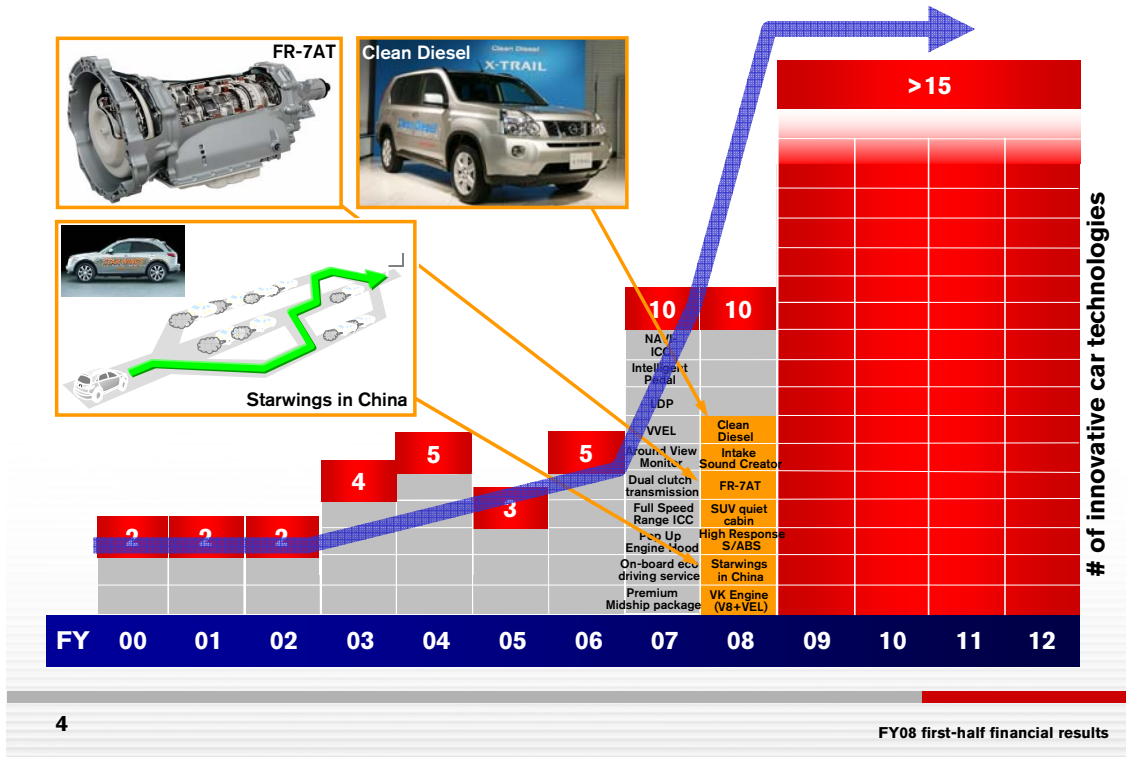 FR-7AT
Clean Diesel
Clean Diesel
X-TRAIL
Clean Diesel
STARWINGS
Starwings in China
>15
10
10
5
5
4
3
2
2
2
NAVI-
ICC
Intelligent
Pedal
LDP
VVEL
Around View
Monitor
Dual clutch
transmission
Full Speed
Range ICC
Pop Up
Engine Hood
On-board eco
driving service
Premium
Midship package
Clean
Diesel
Intake
Sound Creator
FR-7AT
SUV quiet
cabin
High Response
S/ABS
Starwings
in China
VK Engine
(V8+VEL)
# of innovative car technologies
FY 00 01 02 03 04 05 06 07 08 09 10 11 12
4
FY08 first-half financial results